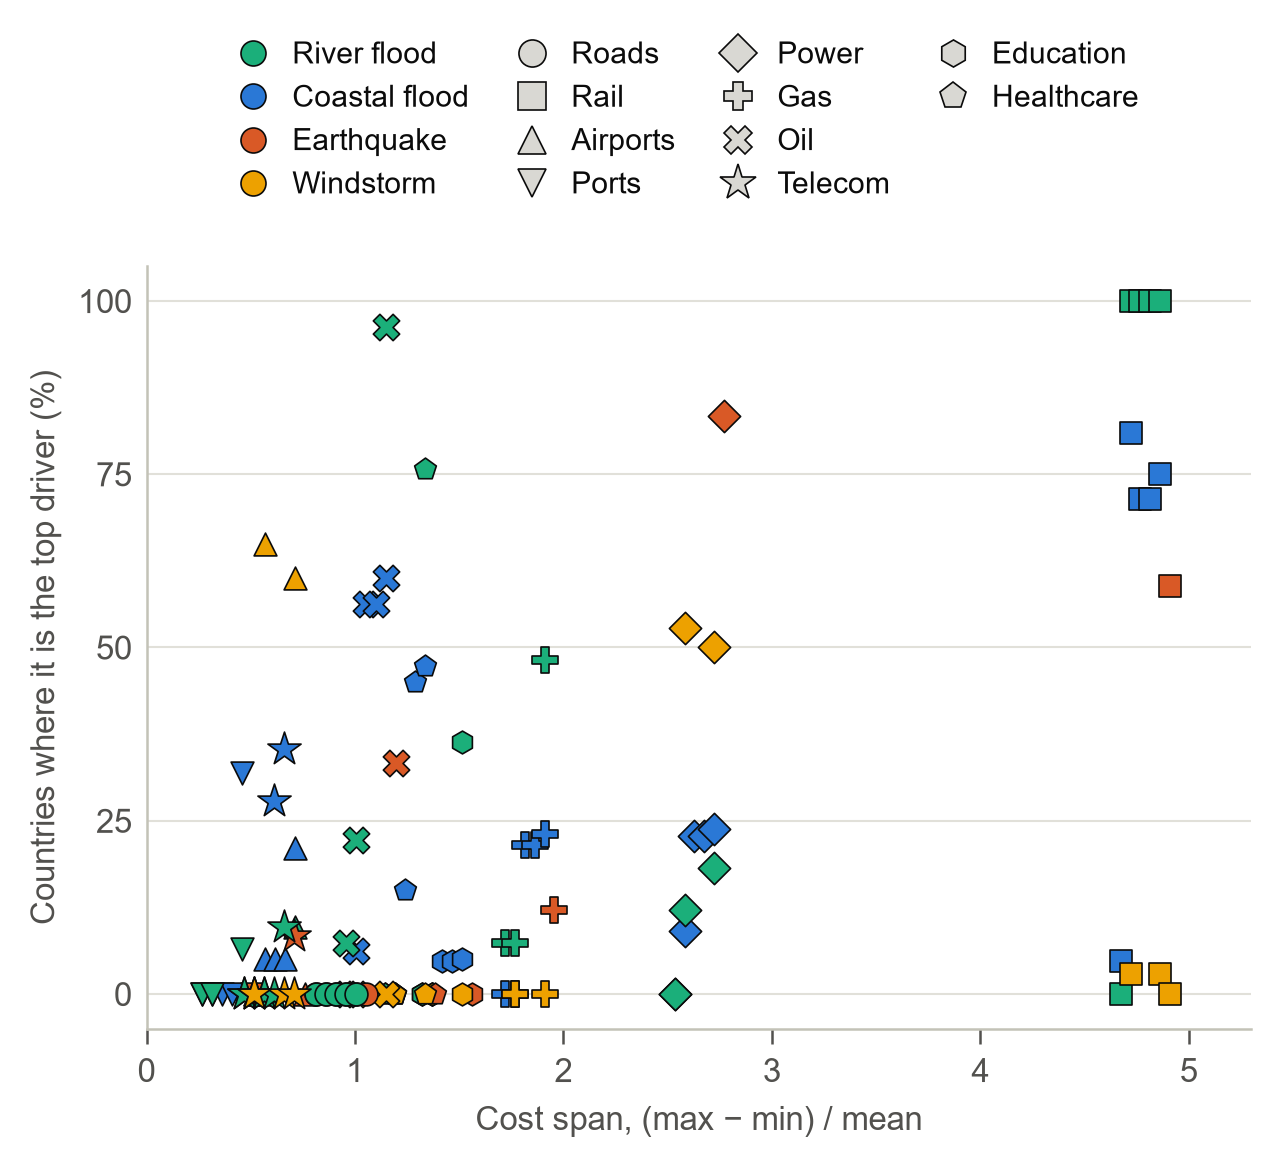 River flood
Coastal flood
Earthquake
Windstorm
Roads
Rail
Airports
Ports
Power
Gas
Oil
Telecom
Education
Healthcare
Countries where it is the top driver (%)
100
75
50
25
0
0 1 2 3 4 5
Cost span, (max − min) / mean